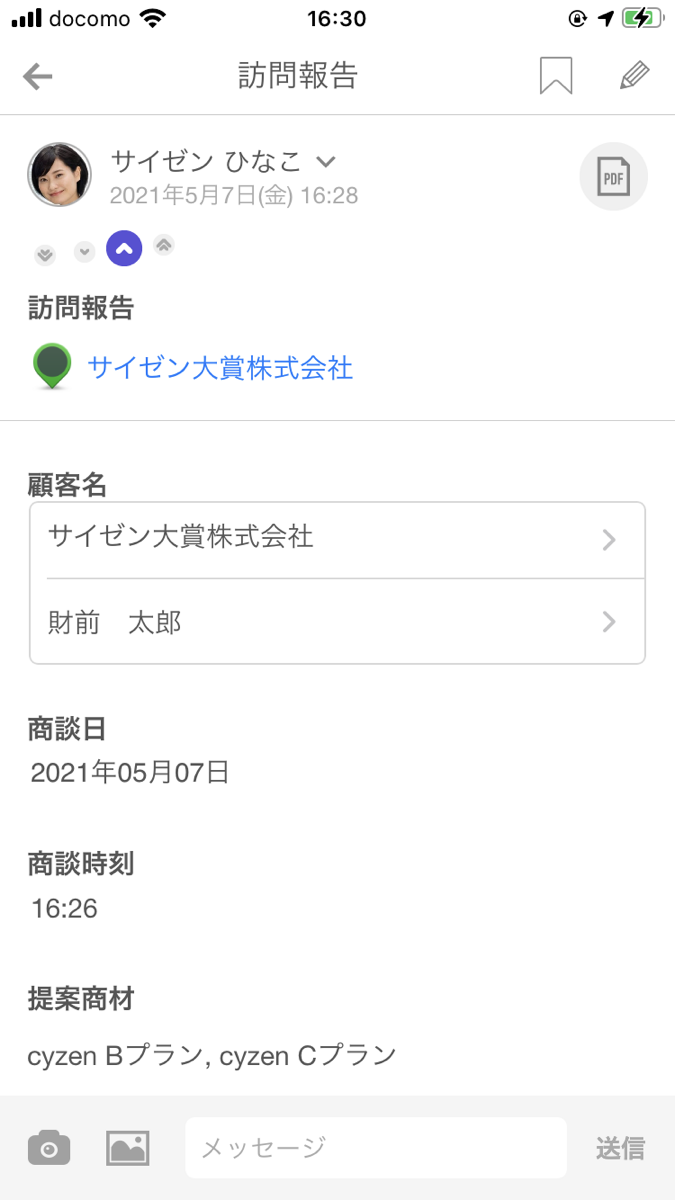 docomo 16:30
訪問報告
サイゼン ひなこ
2021年5月7日(金) 16:28
PDF
訪問報告
サイゼン大賞株式会社
顧客名
サイゼン大賞株式会社
財前　太郎
商談日
2021年05月07日
商談時刻
16:26
提案商材
cyzen Bプラン, cyzen Cプラン
メッセージ 送信